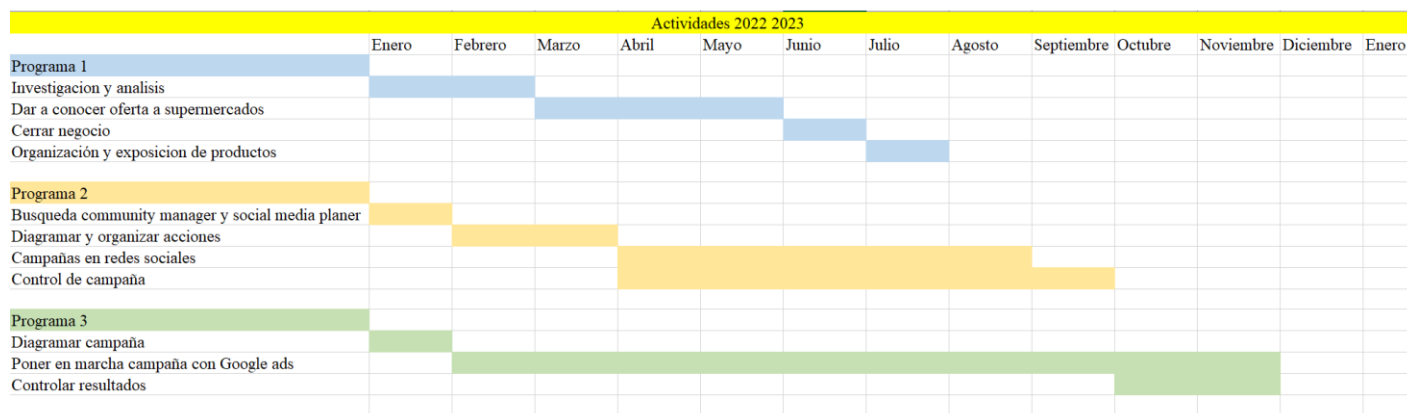 Actividades 2022 2023
Enero Febrero Marzo Abril Mayo Junio Julio Agosto Septiembre Octubre Noviembre Diciembre Enero
Programa 1
Investigacion y analisis
Dar a conocer oferta a supermercados
Cerrar negocio
Organización y exposicion de productos
Programa 2
Busqueda community manager y social media planer
Diagramar y organizar acciones
Campañas en redes sociales
Control de campaña
Programa 3
Diagramar campaña
Poner en marcha campaña con Google ads
Controlar resultados